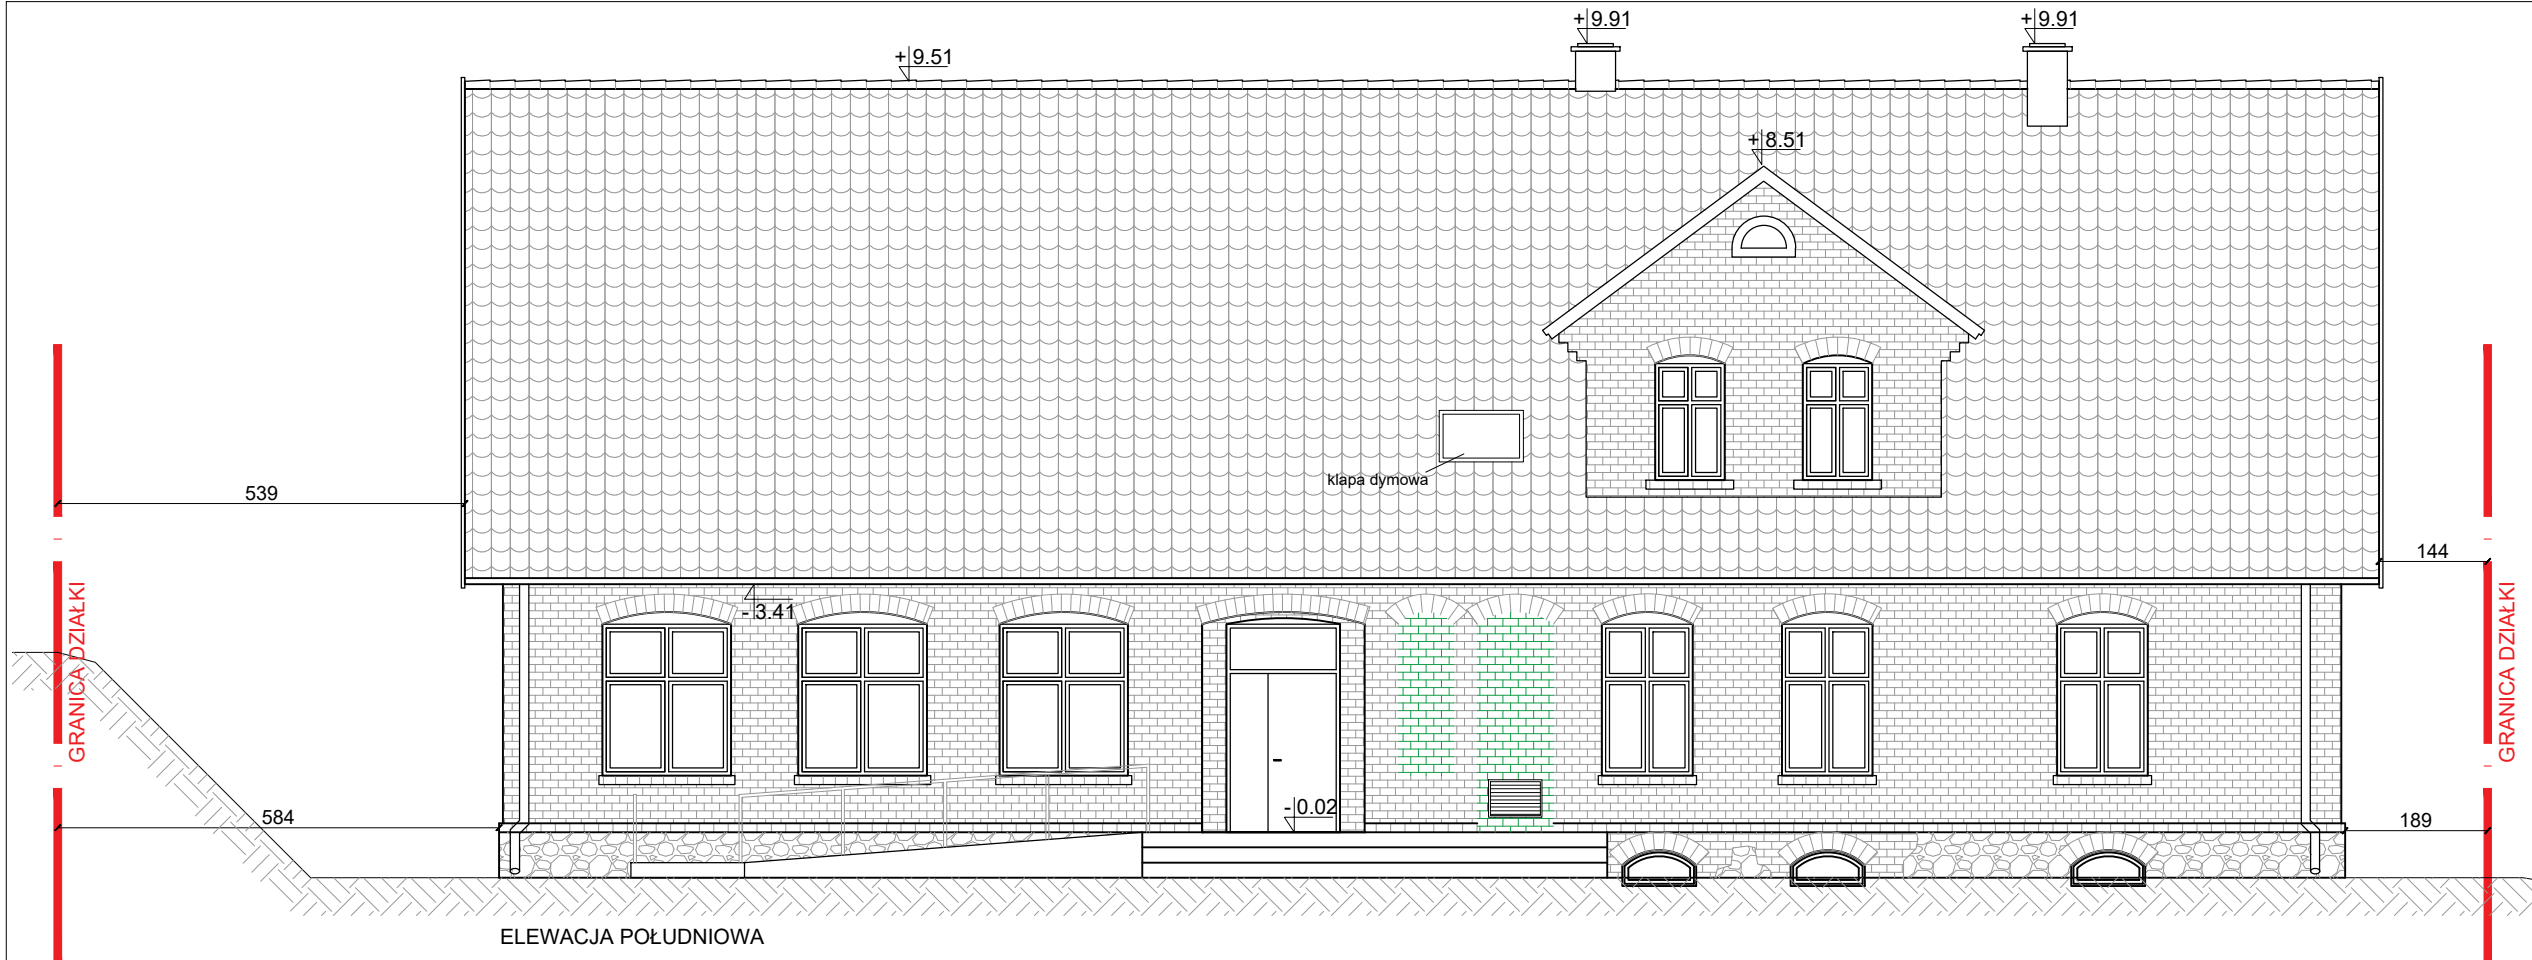 +9.91
+9.91
+9.51
+8.51
klapa dymowa
539
144
-3.41
GRANICA DZIAŁKI
GRANICA DZIAŁKI
-0.02
584
189
ELEWACJA POŁUDNIOWA